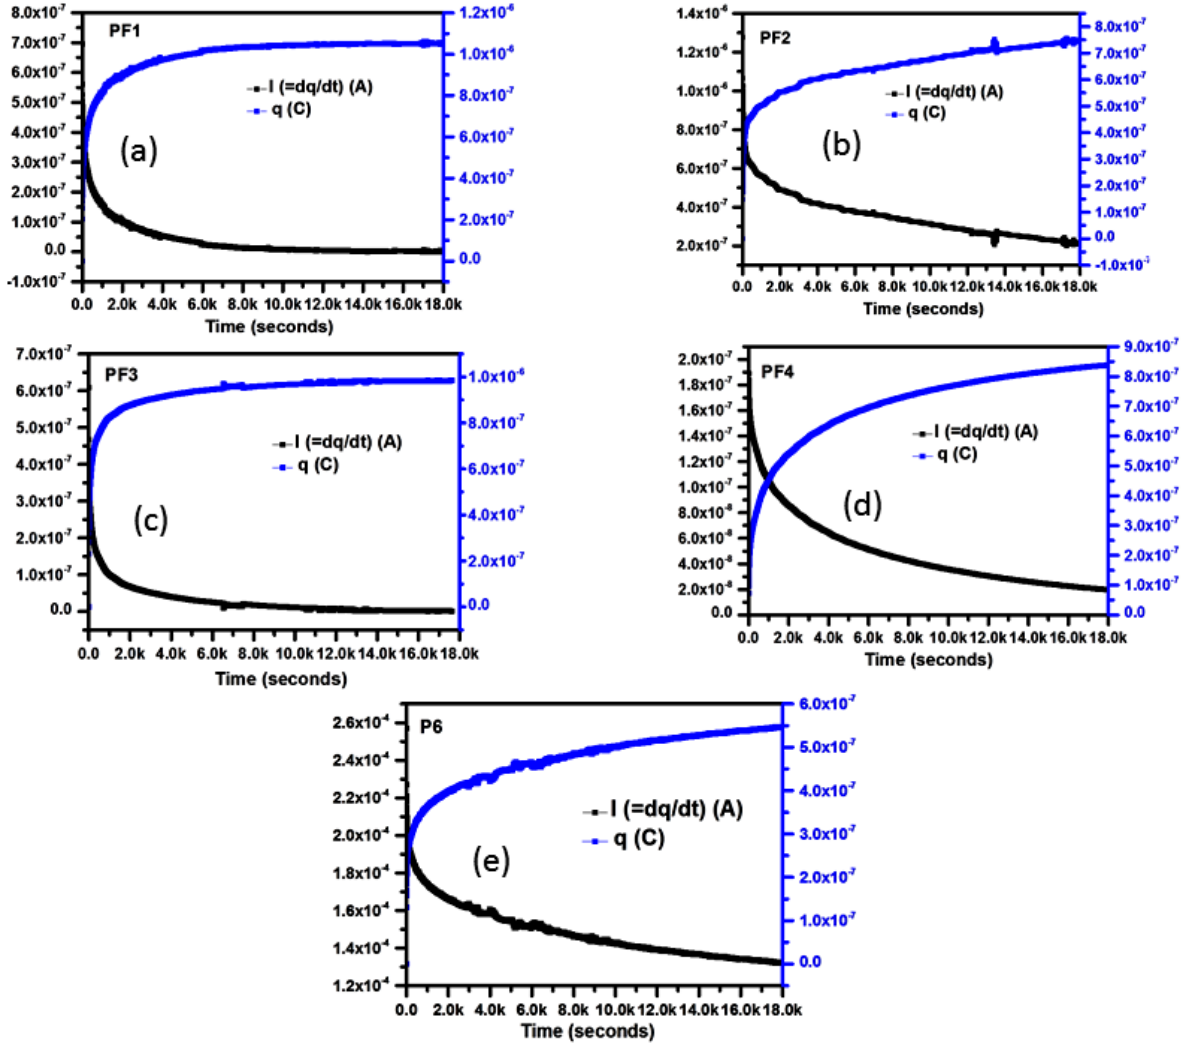 PF1
I (=dq/dt) (A)
q (C)
(a)
8.0x10⁻⁷
7.0x10⁻⁷
6.0x10⁻⁷
5.0x10⁻⁷
4.0x10⁻⁷
3.0x10⁻⁷
2.0x10⁻⁷
1.0x10⁻⁷
0.0
-1.0x10⁻⁷
1.2x10⁻⁶
1.0x10⁻⁶
8.0x10⁻⁷
6.0x10⁻⁷
4.0x10⁻⁷
2.0x10⁻⁷
0.0
0.0 2.0k 4.0k 6.0k 8.0k 10.0k 12.0k 14.0k 16.0k 18.0k
Time (seconds)
PF2
I (=dq/dt) (A)
q (C)
(b)
1.4x10⁻⁶
1.2x10⁻⁶
1.0x10⁻⁶
8.0x10⁻⁷
6.0x10⁻⁷
4.0x10⁻⁷
2.0x10⁻⁷
8.0x10⁻⁷
7.0x10⁻⁷
6.0x10⁻⁷
5.0x10⁻⁷
4.0x10⁻⁷
3.0x10⁻⁷
2.0x10⁻⁷
1.0x10⁻⁷
0.0
-1.0x10⁻⁷
0.0 2.0k 4.0k 6.0k 8.0k 10.0k 12.0k 14.0k 16.0k 18.0k
Time (seconds)
PF3
I (=dq/dt) (A)
q (C)
(c)
7.0x10⁻⁷
6.0x10⁻⁷
5.0x10⁻⁷
4.0x10⁻⁷
3.0x10⁻⁷
2.0x10⁻⁷
1.0x10⁻⁷
0.0
1.0x10⁻⁶
8.0x10⁻⁷
6.0x10⁻⁷
4.0x10⁻⁷
2.0x10⁻⁷
0.0
0.0 2.0k 4.0k 6.0k 8.0k 10.0k 12.0k 14.0k 16.0k 18.0k
Time (seconds)
PF4
I (=dq/dt) (A)
q (C)
(d)
2.0x10⁻⁷
1.8x10⁻⁷
1.6x10⁻⁷
1.4x10⁻⁷
1.2x10⁻⁷
1.0x10⁻⁷
8.0x10⁻⁸
6.0x10⁻⁸
4.0x10⁻⁸
2.0x10⁻⁸
0.0
9.0x10⁻⁷
8.0x10⁻⁷
7.0x10⁻⁷
6.0x10⁻⁷
5.0x10⁻⁷
4.0x10⁻⁷
3.0x10⁻⁷
2.0x10⁻⁷
1.0x10⁻⁷
0.0
0.0 2.0k 4.0k 6.0k 8.0k 10.0k 12.0k 14.0k 16.0k 18.0k
Time (seconds)
P6
I (=dq/dt) (A)
q (C)
(e)
2.6x10⁻⁴
2.4x10⁻⁴
2.2x10⁻⁴
2.0x10⁻⁴
1.8x10⁻⁴
1.6x10⁻⁴
1.4x10⁻⁴
1.2x10⁻⁴
6.0x10⁻⁷
5.0x10⁻⁷
4.0x10⁻⁷
3.0x10⁻⁷
2.0x10⁻⁷
1.0x10⁻⁷
0.0
0.0 2.0k 4.0k 6.0k 8.0k 10.0k 12.0k 14.0k 16.0k 18.0k
Time (seconds)